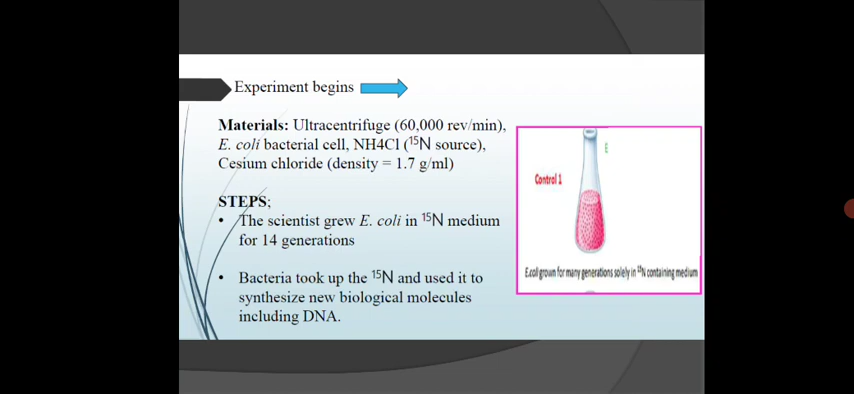 Experiment begins
Materials: Ultracentrifuge (60,000 rev/min),
E. coli bacterial cell, NH4Cl (¹⁵N source),
Cesium chloride (density = 1.7 g/ml)
STEPS;
• The scientist grew E. coli in ¹⁵N medium
for 14 generations
• Bacteria took up the ¹⁵N and used it to
synthesize new biological molecules
including DNA.
E
Control 1
E.coli grown for many generations solely in ¹⁵N containing medium